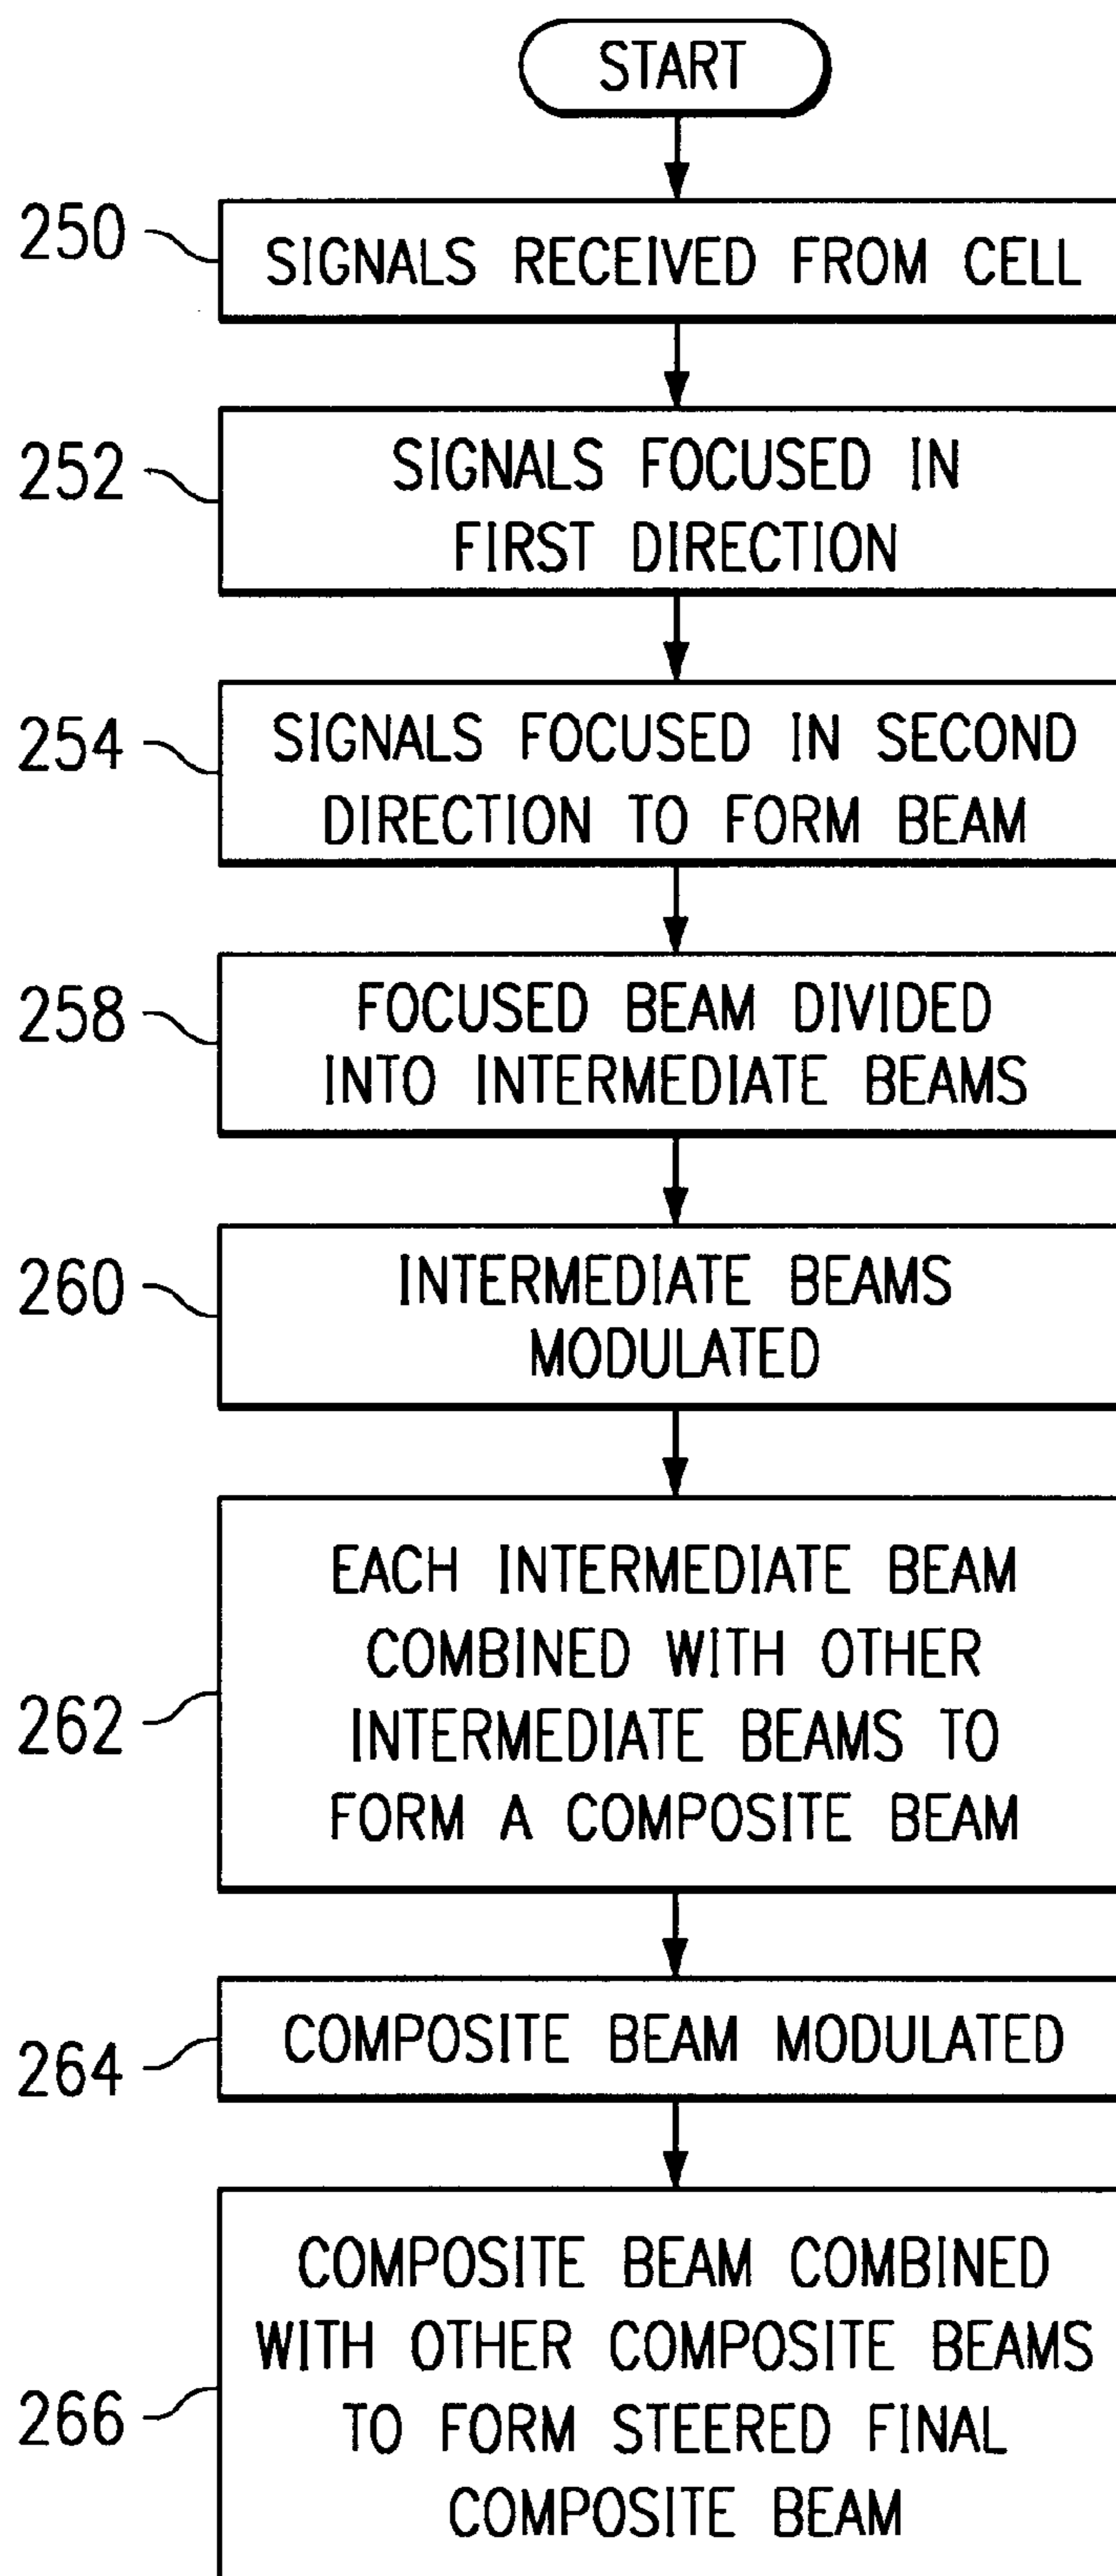 START
250
SIGNALS RECEIVED FROM CELL
252
SIGNALS FOCUSED IN
FIRST DIRECTION
254
SIGNALS FOCUSED IN SECOND
DIRECTION TO FORM BEAM
258
FOCUSED BEAM DIVIDED
INTO INTERMEDIATE BEAMS
260
INTERMEDIATE BEAMS
MODULATED
262
EACH INTERMEDIATE BEAM
COMBINED WITH OTHER
INTERMEDIATE BEAMS TO
FORM A COMPOSITE BEAM
264
COMPOSITE BEAM MODULATED
266
COMPOSITE BEAM COMBINED
WITH OTHER COMPOSITE BEAMS
TO FORM STEERED FINAL
COMPOSITE BEAM